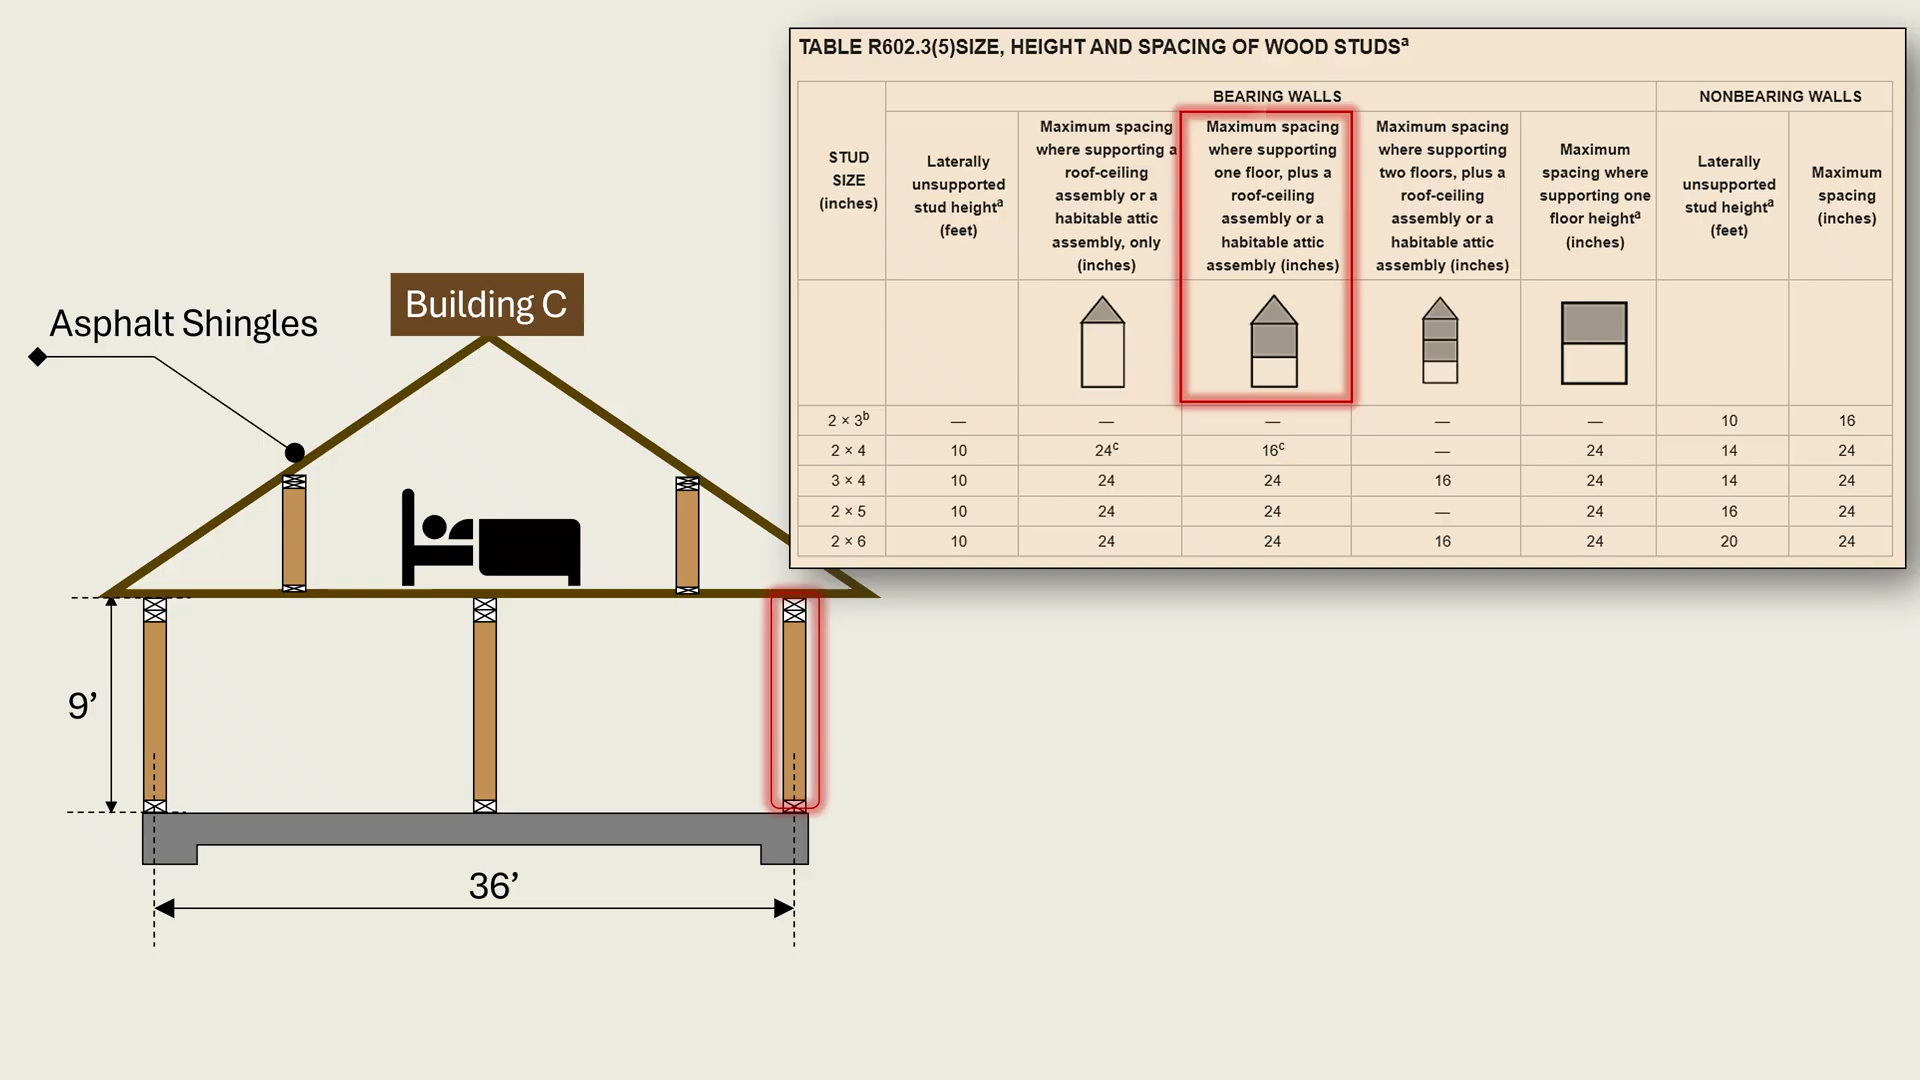 TABLE R602.3(5)SIZE, HEIGHT AND SPACING OF WOOD STUDSᵃ
BEARING WALLS
NONBEARING WALLS
STUD
SIZE
(inches)
Laterally
unsupported
stud heightᵃ
(feet)
Maximum spacing
where supporting a
roof-ceiling
assembly or a
habitable attic
assembly, only
(inches)
Maximum spacing
where supporting
one floor, plus a
roof-ceiling
assembly or a
habitable attic
assembly (inches)
Maximum spacing
where supporting
two floors, plus a
roof-ceiling
assembly or a
habitable attic
assembly (inches)
Maximum
spacing where
supporting one
floor heightᵃ
(inches)
Laterally
unsupported
stud heightᵃ
(feet)
Maximum
spacing
(inches)
2 × 3ᵇ — — — — — 10 16
2 × 4 10 24ᶜ 16ᶜ — 24 14 24
3 × 4 10 24 24 16 24 14 24
2 × 5 10 24 24 — 24 16 24
2 × 6 10 24 24 16 24 20 24
Building C
Asphalt Shingles
9’
36’